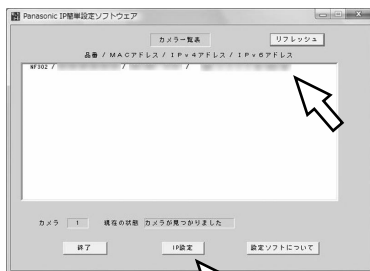 Panasonic IP簡単設定ソフトウェア
カメラ一覧表 リフレッシュ
品番 / MACアドレス / IPv4アドレス / IPv6アドレス
NF302 / / /
カメラ 1 現在の状態 カメラが見つかりました
終了 IP設定 設定ソフトについて